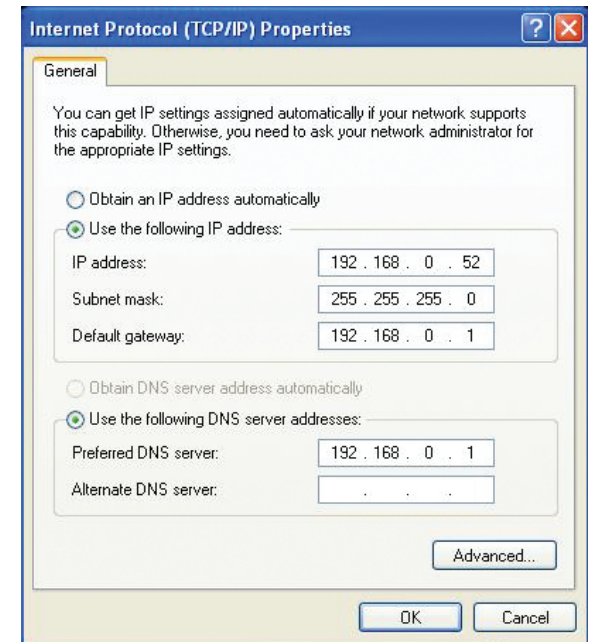 Internet Protocol (TCP/IP) Properties
General
You can get IP settings assigned automatically if your network supports
this capability. Otherwise, you need to ask your network administrator for
the appropriate IP settings.
Obtain an IP address automatically
Use the following IP address:
IP address: 192 . 168 . 0 . 52
Subnet mask: 255 . 255 . 255 . 0
Default gateway: 192 . 168 . 0 . 1
Obtain DNS server address automatically
Use the following DNS server addresses:
Preferred DNS server: 192 . 168 . 0 . 1
Alternate DNS server: . . .
Advanced...
OK Cancel